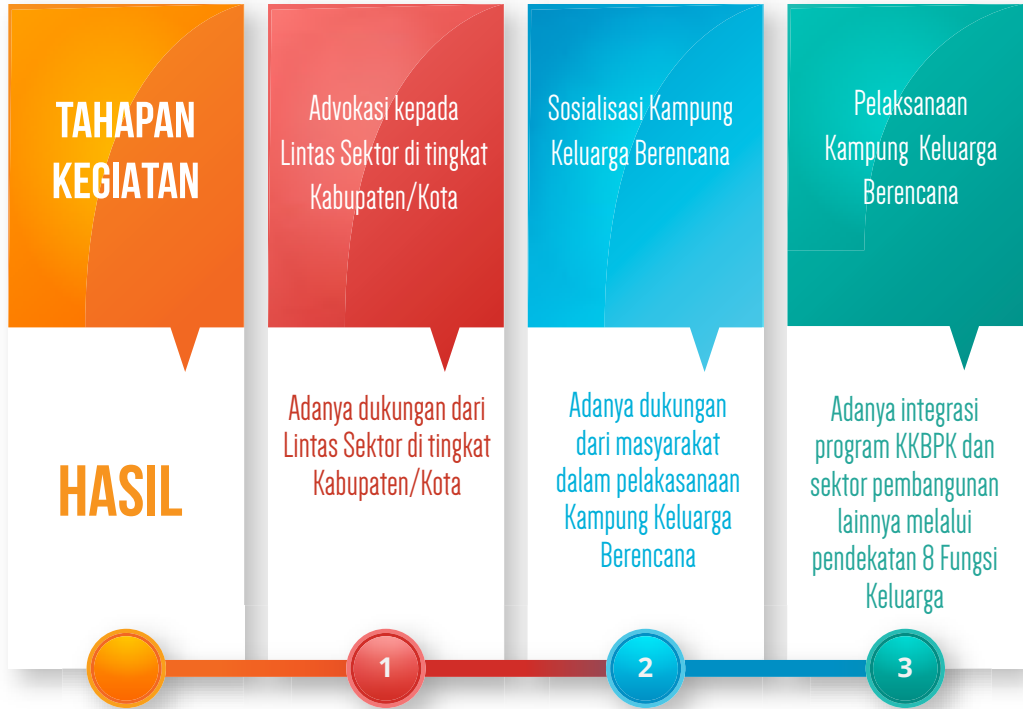 TAHAPAN
KEGIATAN
HASIL
Advokasi kepada
Lintas Sektor di tingkat
Kabupaten/Kota
Adanya dukungan dari
Lintas Sektor di tingkat
Kabupaten/Kota
1
Sosialisasi Kampung
Keluarga Berencana
Adanya dukungan
dari masyarakat
dalam pelakasanaan
Kampung Keluarga
Berencana
2
Pelaksanaan
Kampung Keluarga
Berencana
Adanya integrasi
program KKBPK dan
sektor pembangunan
lainnya melalui
pendekatan 8 Fungsi
Keluarga
3